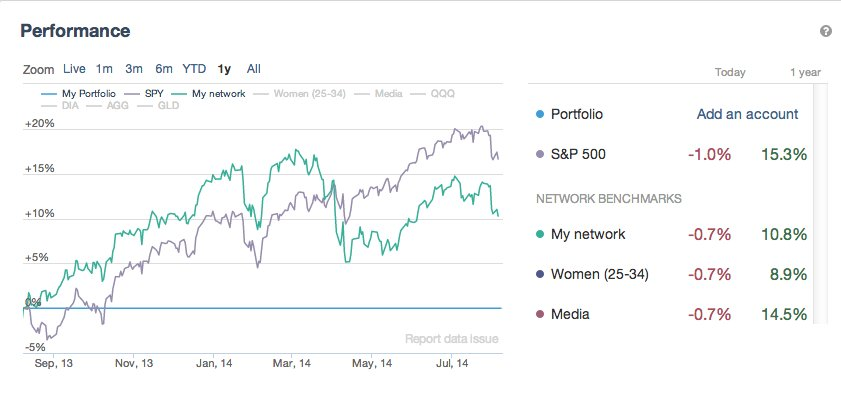 Performance
?
Zoom Live 1m 3m 6m YTD 1y All
My Portfolio SPY My network Women (25-34) Media QQQ
DIA AGG GLD
+20%
+15%
+10%
+5%
0%
-5%
Report data issue
Sep, 13 Nov, 13 Jan, 14 Mar, 14 May, 14 Jul, 14
Today 1 year
Portfolio Add an account
S&P 500 -1.0% 15.3%
NETWORK BENCHMARKS
My network -0.7% 10.8%
Women (25-34) -0.7% 8.9%
Media -0.7% 14.5%